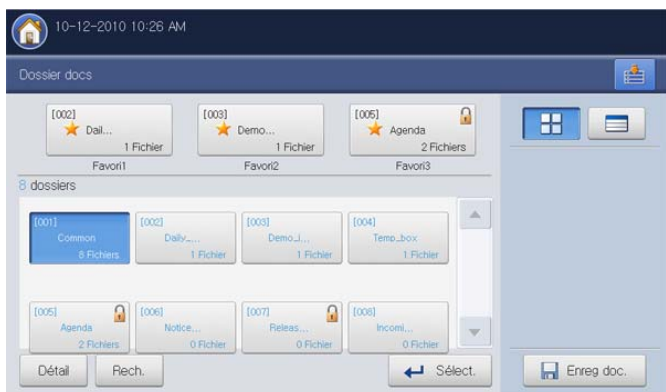 10-12-2010 10:26 AM
Dossier docs
[002] [003] [005]
Dail... Demo... Agenda
1 Fichier 1 Fichier 2 Fichiers
Favori1 Favori2 Favori3
8 dossiers
[001] [002] [003] [004]
Common Daily_... Demo_i... Temp_box
8 Fichiers 1 Fichier 1 Fichier 1 Fichier
[005] [006] [007] [008]
Agenda Notice... Releas... Incomi...
2 Fichiers 0 Fichier 0 Fichier 0 Fichier
Détail Rech. Sélect. Enreg doc.